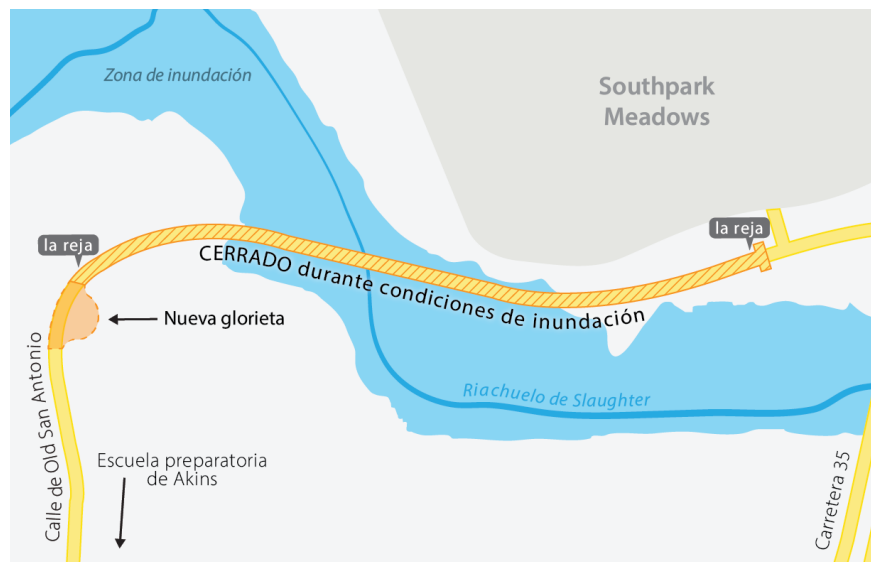 Zona de inundación
Southpark
Meadows
la reja
la reja
CERRADO durante condiciones de inundación
Nueva glorieta
Calle de Old San Antonio
Riachuelo de Slaughter
Escuela preparatoria
de Akins
Carretera 35